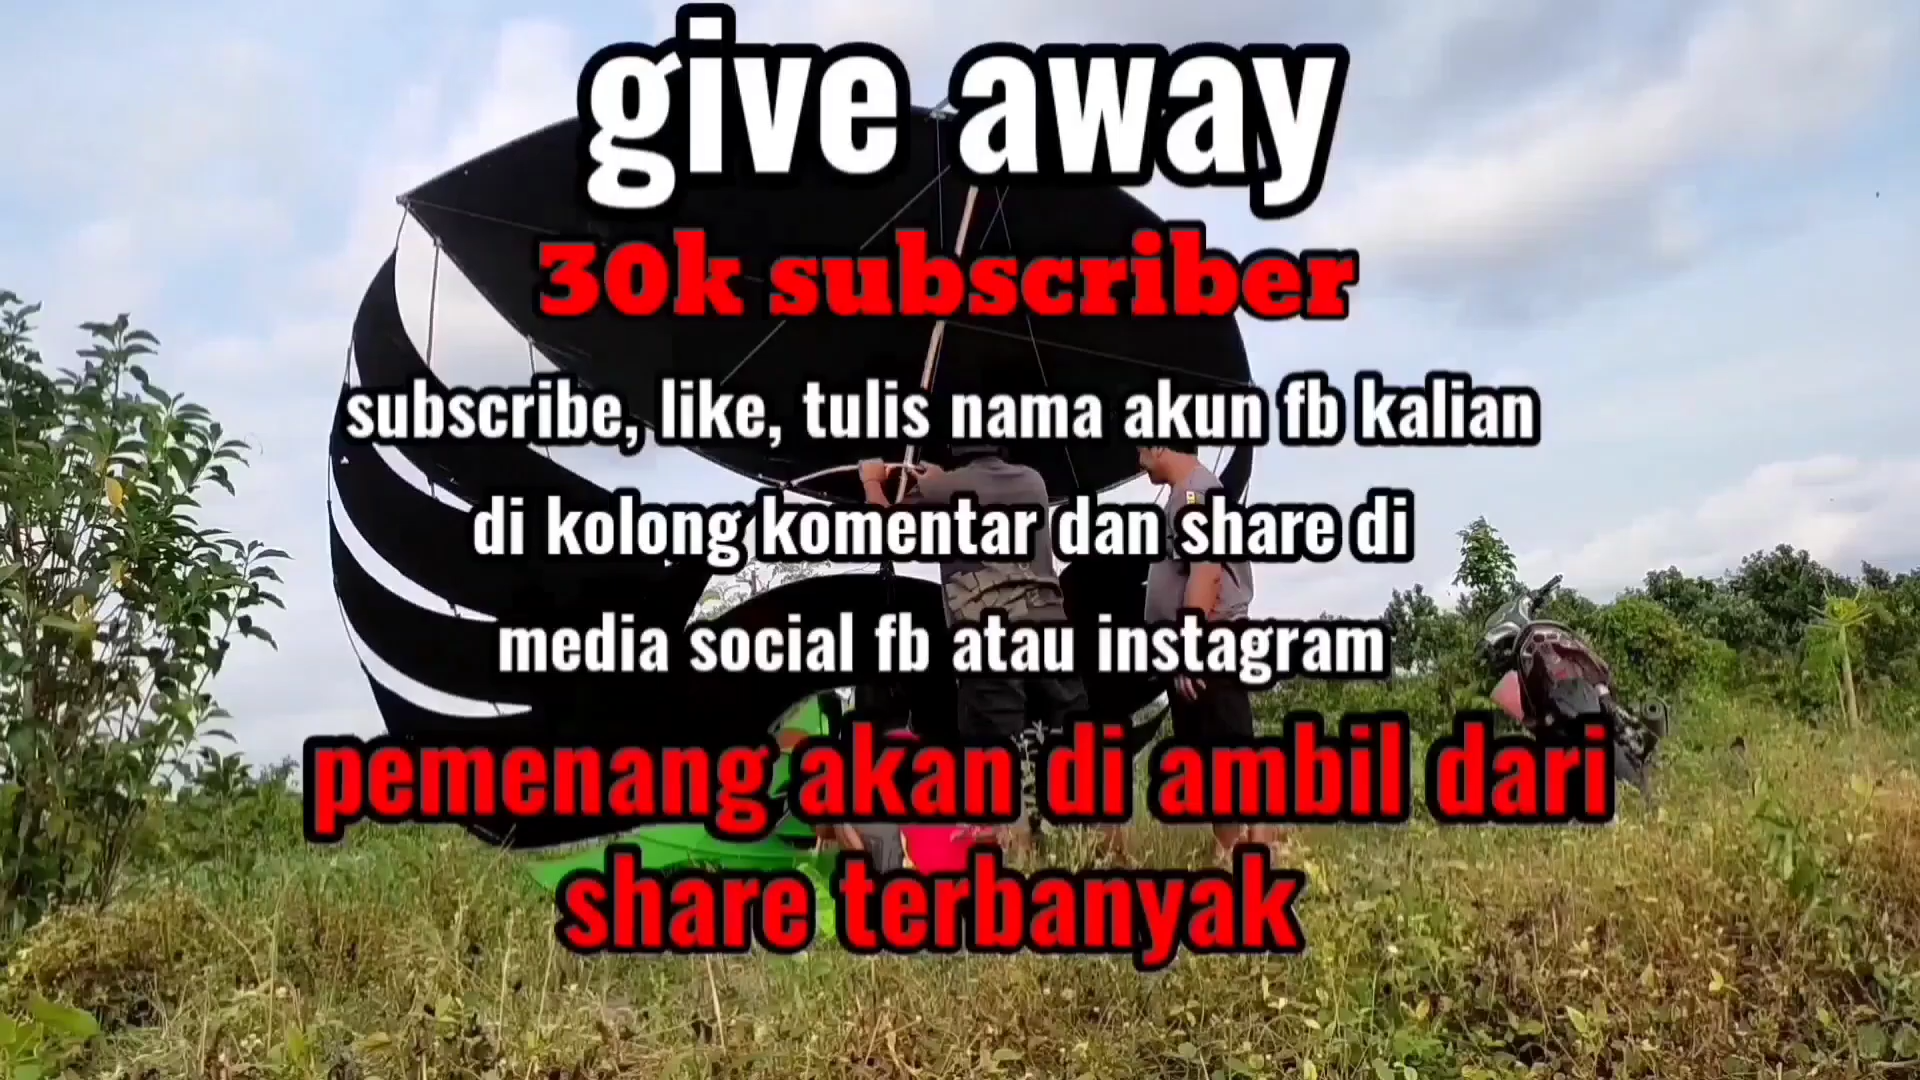 give away
30k subscriber
subscribe, like, tulis nama akun fb kalian
di kolong komentar dan share di
media social fb atau instagram
pemenang akan di ambil dari
share terbanyak